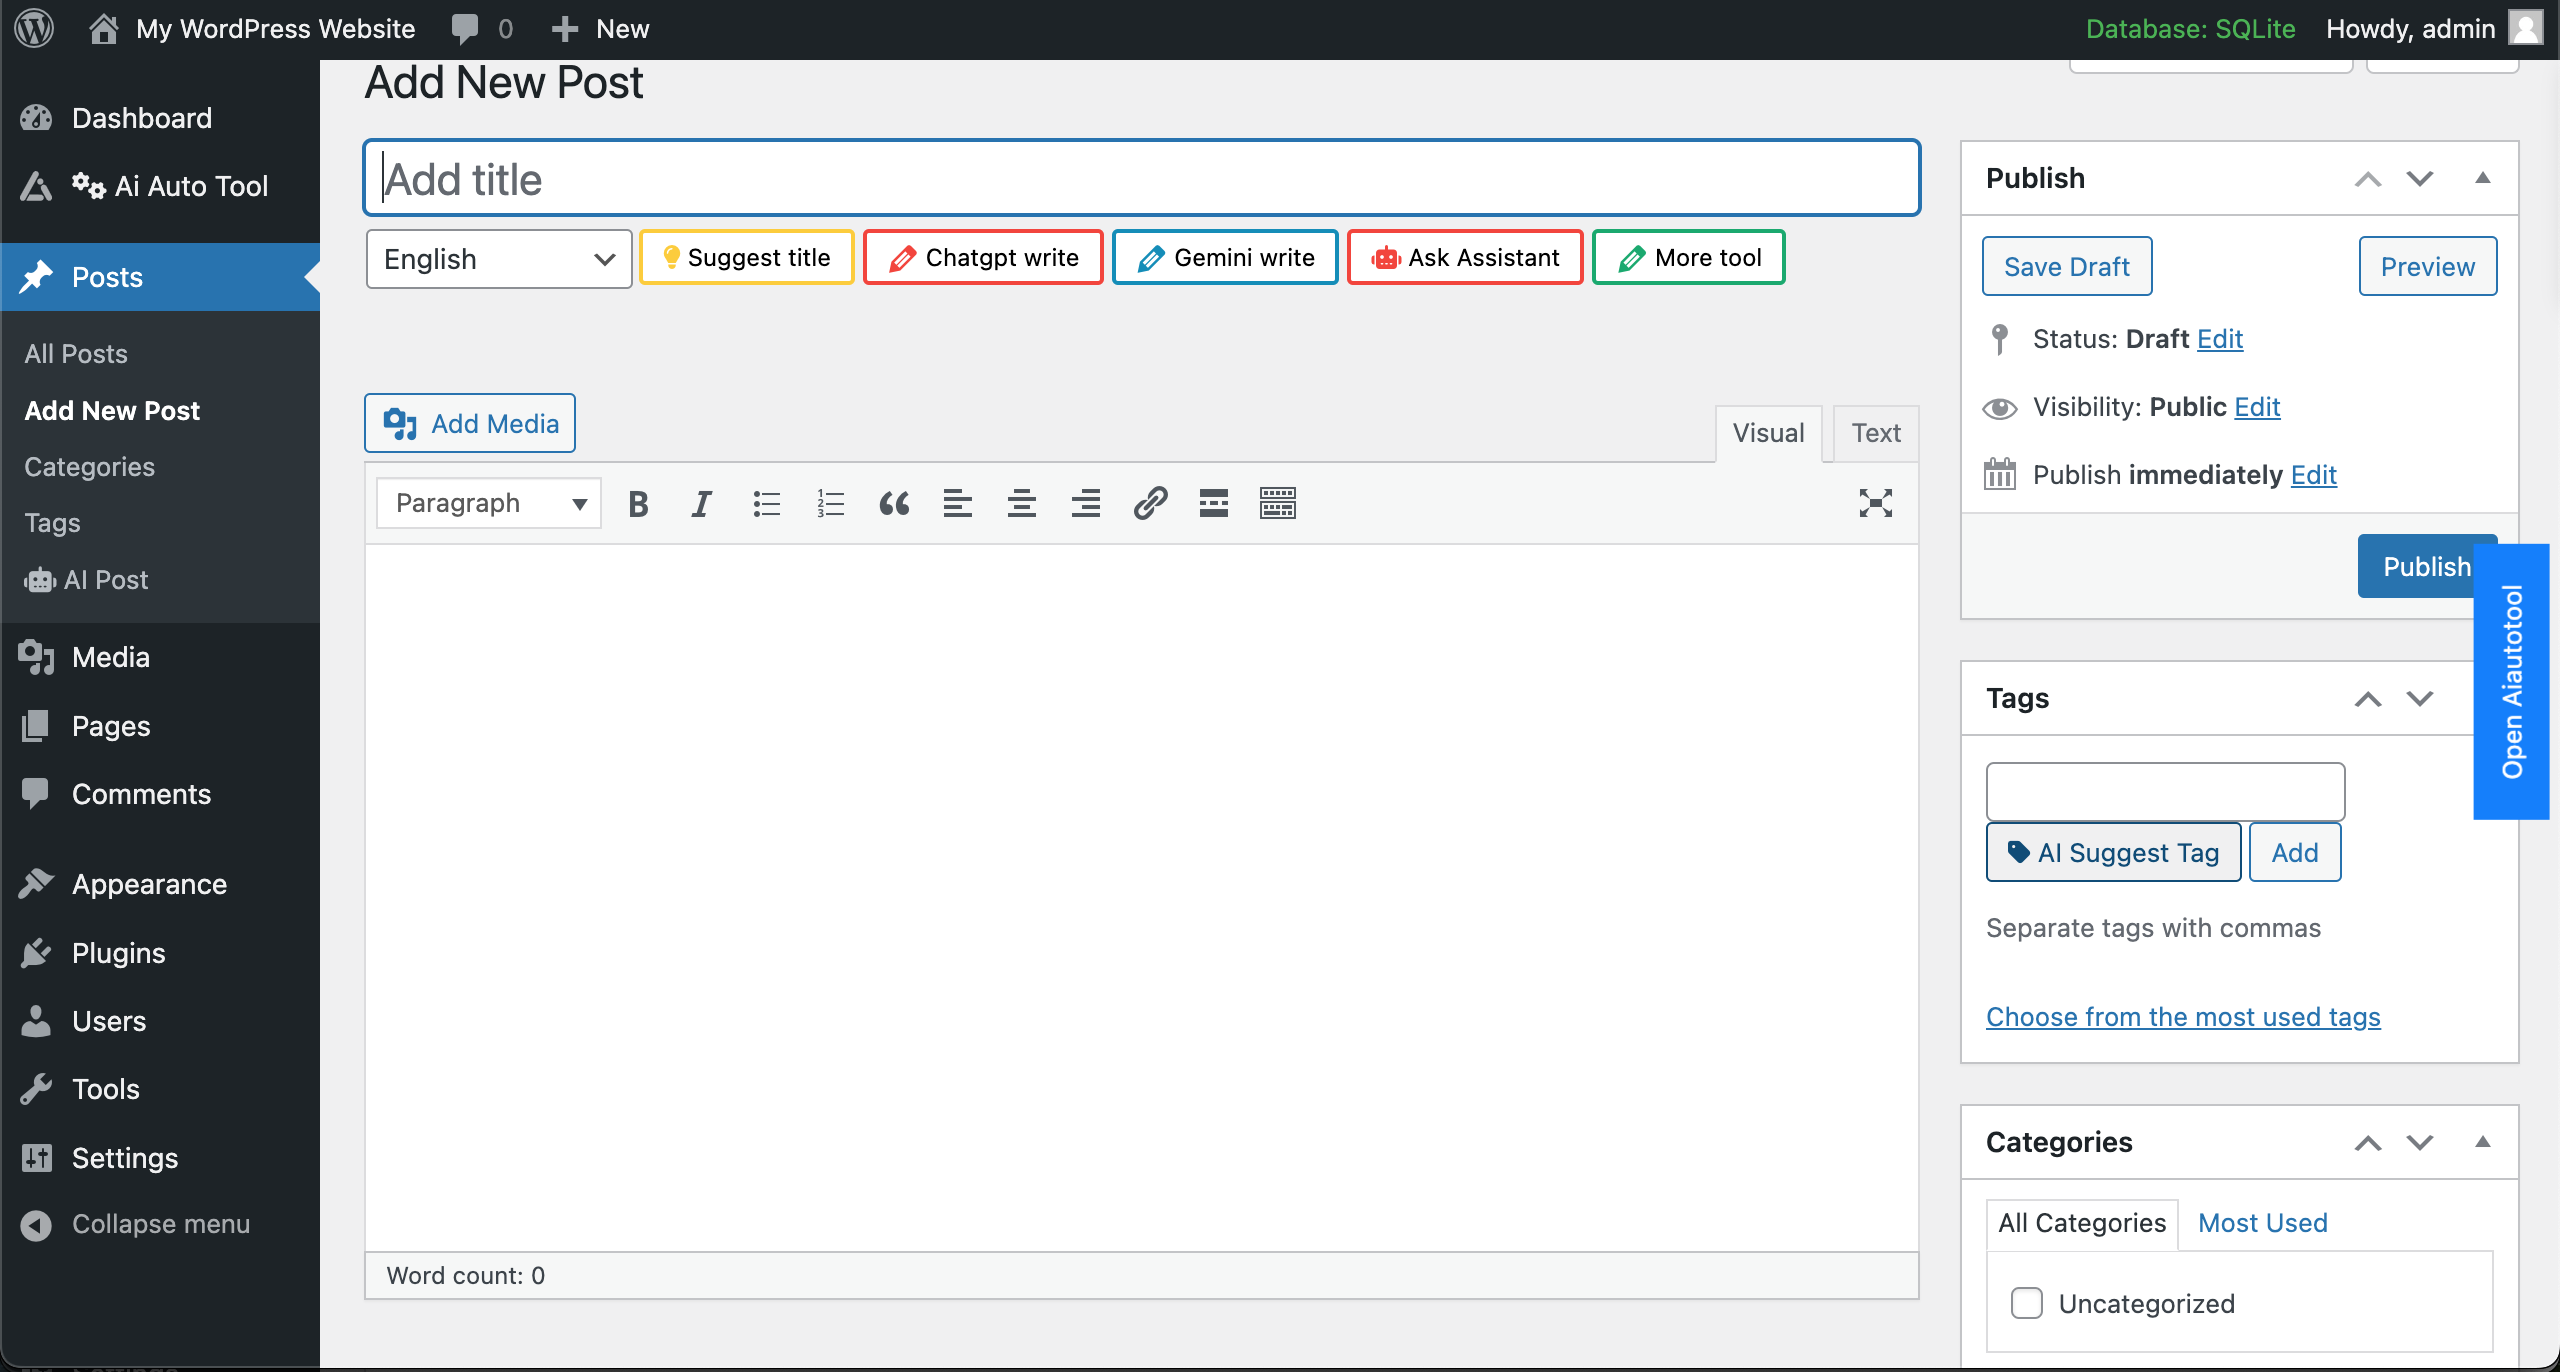 My WordPress Website 0 New Database: SQLite Howdy, admin
Dashboard
Ai Auto Tool
Posts
All Posts
Add New Post
Categories
Tags
AI Post
Media
Pages
Comments
Appearance
Plugins
Users
Tools
Settings
Collapse menu
Add New Post
Add title
English Suggest title Chatgpt write Gemini write Ask Assistant More tool
Add Media
Visual Text
Paragraph
Word count: 0
Publish
Save Draft Preview
Status: Draft Edit
Visibility: Public Edit
Publish immediately Edit
Publish
Open Aiautotool
Tags
AI Suggest Tag Add
Separate tags with commas
Choose from the most used tags
Categories
All Categories Most Used
Uncategorized